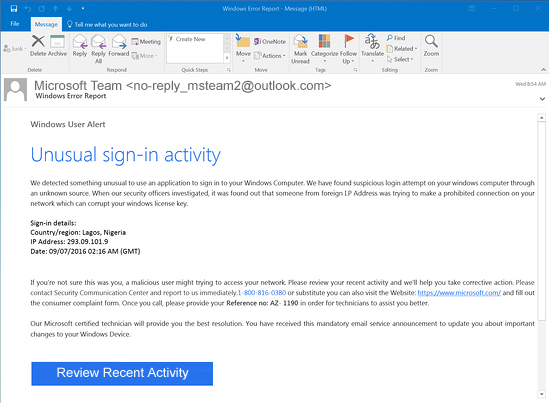 Windows Error Report - Message (HTML)
File
Message
Tell me what you want to do
Junk
Delete
Archive
Reply
Reply All
Forward
Meeting
Create New
Move
OneNote
Actions
Mark Unread
Categorize
Follow Up
Translate
Find
Related
Select
Zoom
Delete
Respond
Quick Steps
Move
Tags
Editing
Zoom
Microsoft Team <no-reply_msteam2@outlook.com>
Wed 8:54 AM
Windows Error Report
Windows User Alert
Unusual sign-in activity
We detected something unusual to use an application to sign in to your Windows Computer. We have found suspicious login attempt on your windows computer through
an unknown source. When our security officers investigated, it was found out that someone from foreign I.P Address was trying to make a prohibited connection on your
network which can corrupt your windows license key.
Sign-in details:
Country/region: Lagos, Nigeria
IP Address: 293.09.101.9
Date: 09/07/2016 02:16 AM (GMT)
If you're not sure this was you, a malicious user might trying to access your network. Please review your recent activity and we'll help you take corrective action. Please
contact Security Communication Center and report to us immediately.1-800-816-0380 or substitute you can also visit the Website: https://www.microsoft.com/ and fill out
the consumer complaint form. Once you call, please provide your Reference no: AZ- 1190 in order for technicians to assist you better.
Our Microsoft certified technician will provide you the best resolution. You have received this mandatory email service announcement to update you about important
changes to your Windows Device.
Review Recent Activity